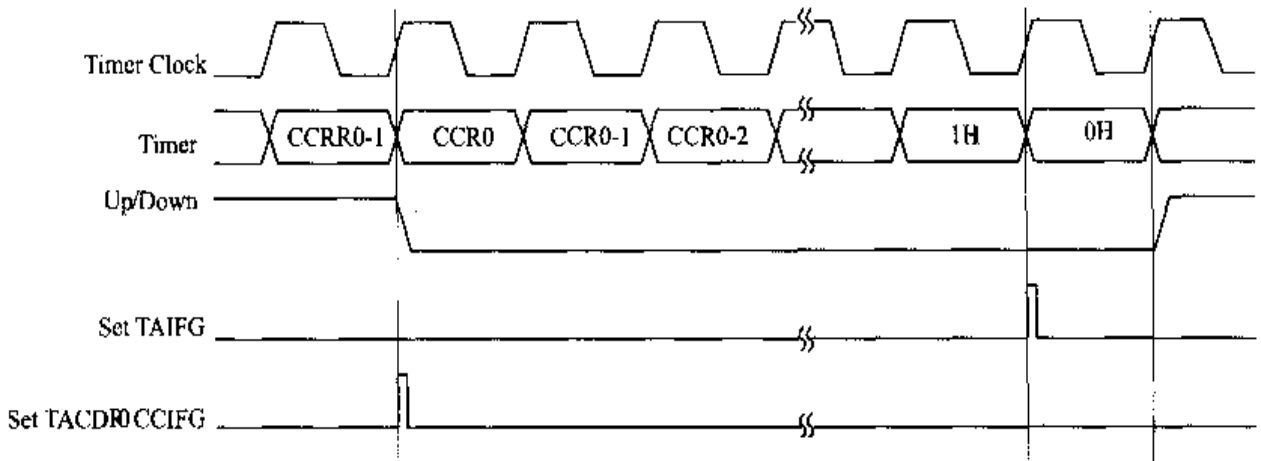 Timer Clock
Timer CCRR0-1 CCR0 CCR0-1 CCR0-2 1H 0H
Up/Down
Set TAIFG
Set TACDR0 CCIFG